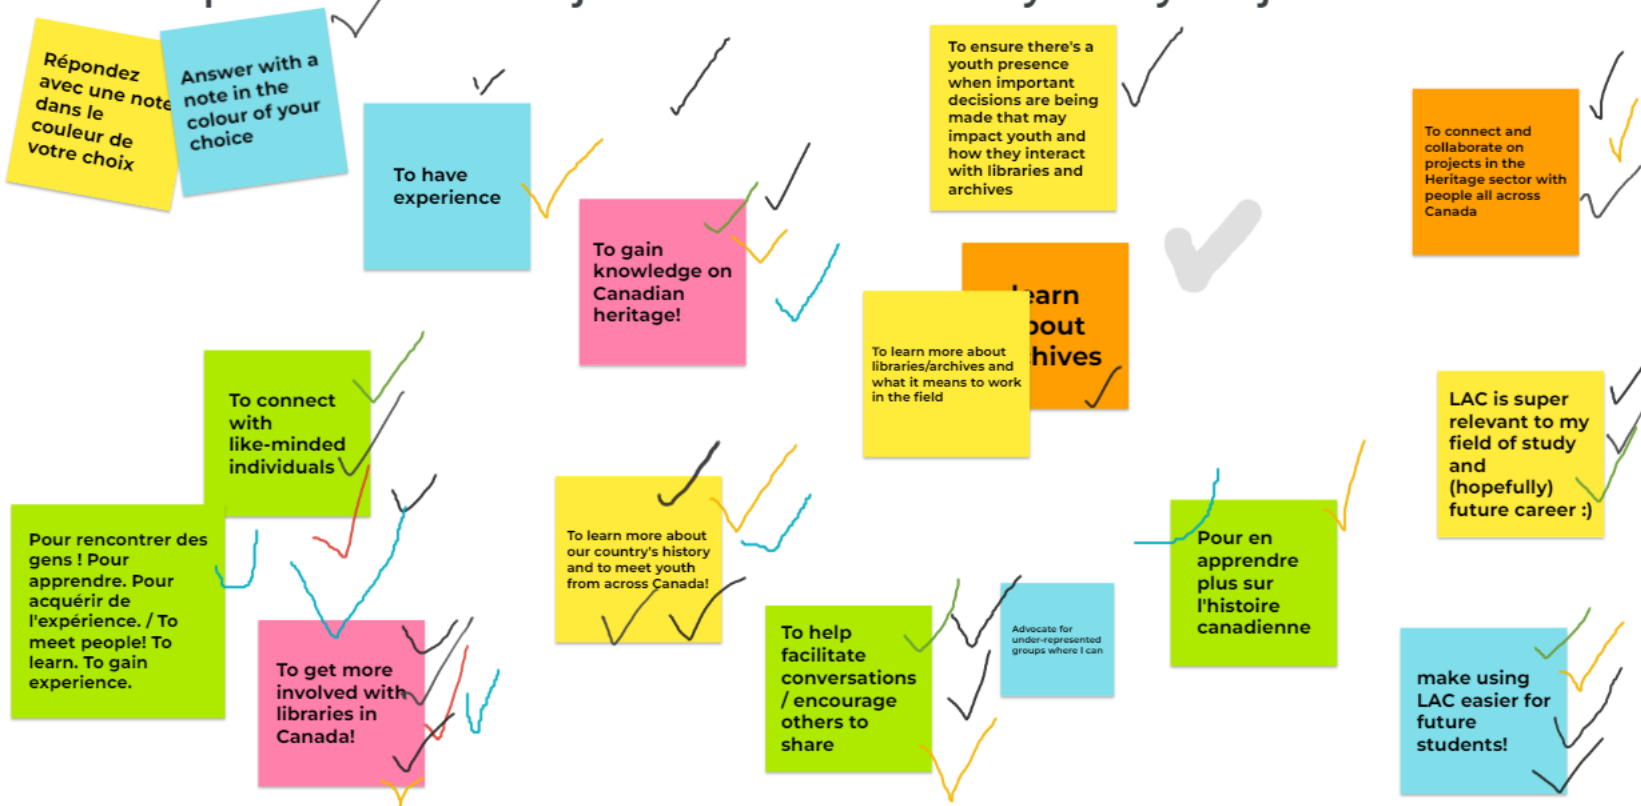 Répondez
avec une note
dans le
couleur de
votre choix
Answer with a
note in the
colour of your
choice
To have
experience
To gain
knowledge on
Canadian
heritage!
To ensure there's a
youth presence
when important
decisions are being
made that may
impact youth and
how they interact
with libraries and
archives
To connect and
collaborate on
projects in the
Heritage sector with
people all across
Canada
To learn more about
libraries/archives and
what it means to work
in the field
To connect
with
like-minded
individuals
LAC is super
relevant to my
field of study
and
(hopefully)
future career :)
Pour rencontrer des
gens ! Pour
apprendre. Pour
acquérir de
l'expérience. / To
meet people! To
learn. To gain
experience.
To learn more about
our country's history
and to meet youth
from across Canada!
Pour en
apprendre
plus sur
l'histoire
canadienne
To get more
involved with
libraries in
Canada!
To help
facilitate
conversations
/ encourage
others to
share
Advocate for
under-represented
groups where I can
make using
LAC easier for
future
students!